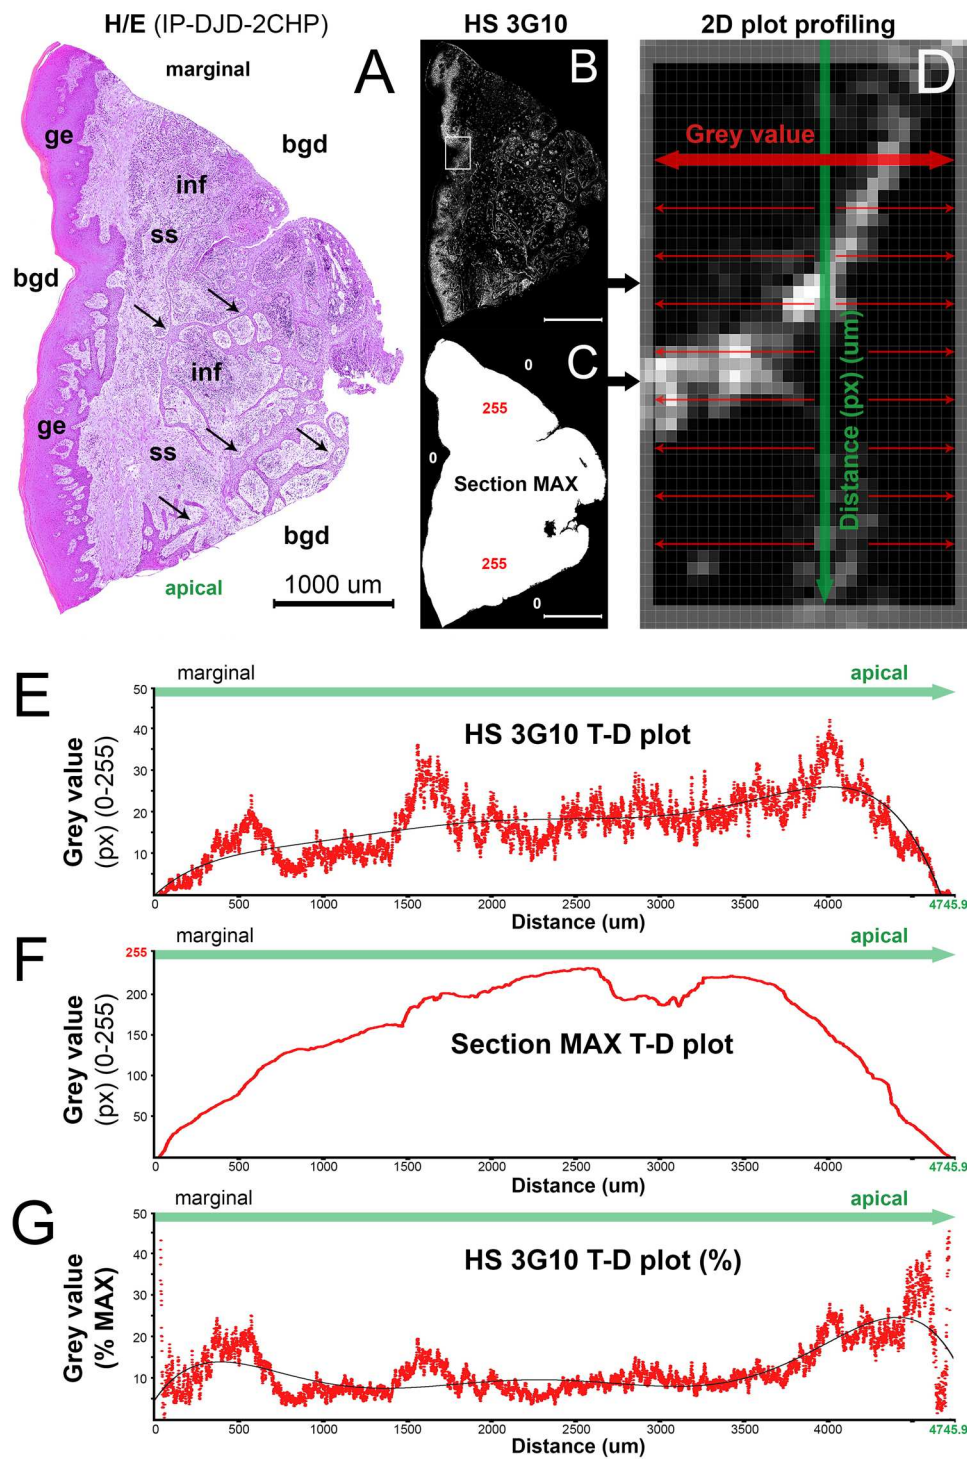 H/E (IP-DJD-2CHP)
HS 3G10
2D plot profiling
marginal
A
B
D
ge
bgd
inf
ss
bgd
inf
ge
ss
bgd
apical
1000 um
C
0
255
0
Section MAX
255
0
Grey value
Distance (px) (um)
E
marginal
apical
HS 3G10 T-D plot
Grey value
(px) (0-255)
50
40
30
20
10
0 500 1000 1500 2000 2500 3000 3500 4000 4745.9
Distance (um)
F
marginal
apical
Section MAX T-D plot
Grey value
(px) (0-255)
255
200
150
100
50
0 500 1000 1500 2000 2500 3000 3500 4000 4745.9
Distance (um)
G
marginal
apical
HS 3G10 T-D plot (%)
Grey value
(% MAX)
50
40
30
20
10
0 500 1000 1500 2000 2500 3000 3500 4000 4745.9
Distance (um)